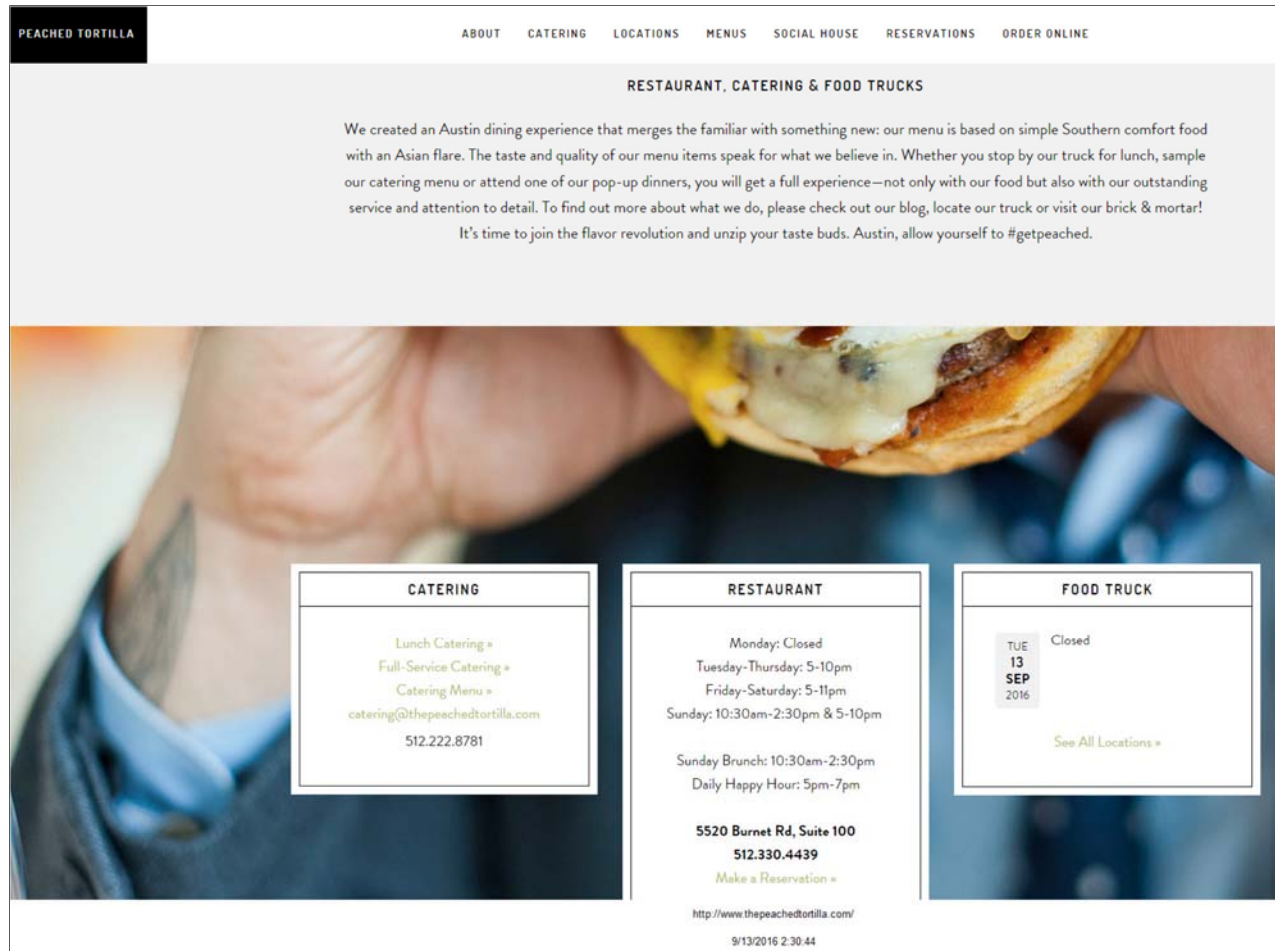 PEACHED TORTILLA
ABOUT CATERING LOCATIONS MENUS SOCIAL HOUSE RESERVATIONS ORDER ONLINE
RESTAURANT, CATERING & FOOD TRUCKS
We created an Austin dining experience that merges the familiar with something new: our menu is based on simple Southern comfort food
with an Asian flare. The taste and quality of our menu items speak for what we believe in. Whether you stop by our truck for lunch, sample
our catering menu or attend one of our pop-up dinners, you will get a full experience—not only with our food but also with our outstanding
service and attention to detail. To find out more about what we do, please check out our blog, locate our truck or visit our brick & mortar!
It's time to join the flavor revolution and unzip your taste buds. Austin, allow yourself to #getpeached.
CATERING
Lunch Catering »
Full-Service Catering »
Catering Menu »
catering@thepeachedtortilla.com
512.222.8781
RESTAURANT
Monday: Closed
Tuesday-Thursday: 5-10pm
Friday-Saturday: 5-11pm
Sunday: 10:30am-2:30pm & 5-10pm
Sunday Brunch: 10:30am-2:30pm
Daily Happy Hour: 5pm-7pm
5520 Burnet Rd, Suite 100
512.330.4439
Make a Reservation »
FOOD TRUCK
TUE
13
SEP
2016
Closed
See All Locations »
http://www.thepeachedtortilla.com/
9/13/2016 2:30:44